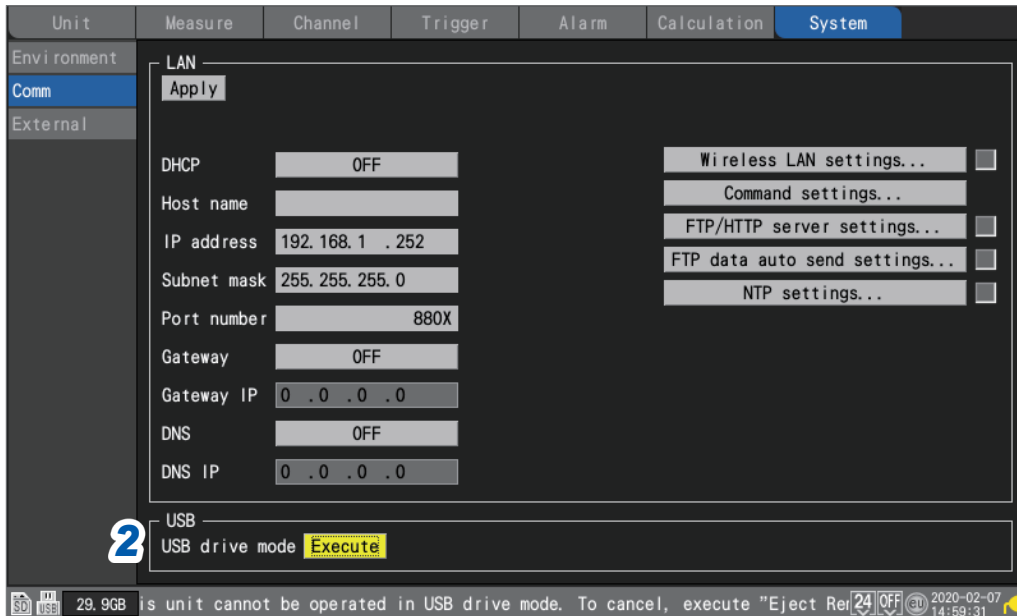 Unit Measure Channel Trigger Alarm Calculation System
Environment
Comm
External
LAN
Apply
DHCP OFF
Host name
IP address 192.168.1 .252
Subnet mask 255.255.255.0
Port number 880X
Gateway OFF
Gateway IP 0 .0 .0 .0
DNS OFF
DNS IP 0 .0 .0 .0
Wireless LAN settings...
Command settings...
FTP/HTTP server settings...
FTP data auto send settings...
NTP settings...
USB
2 USB drive mode Execute
SD USB 29.9GB is unit cannot be operated in USB drive mode. To cancel, execute "Eject Re 24 OFF eu 2020-02-07
14:59:31